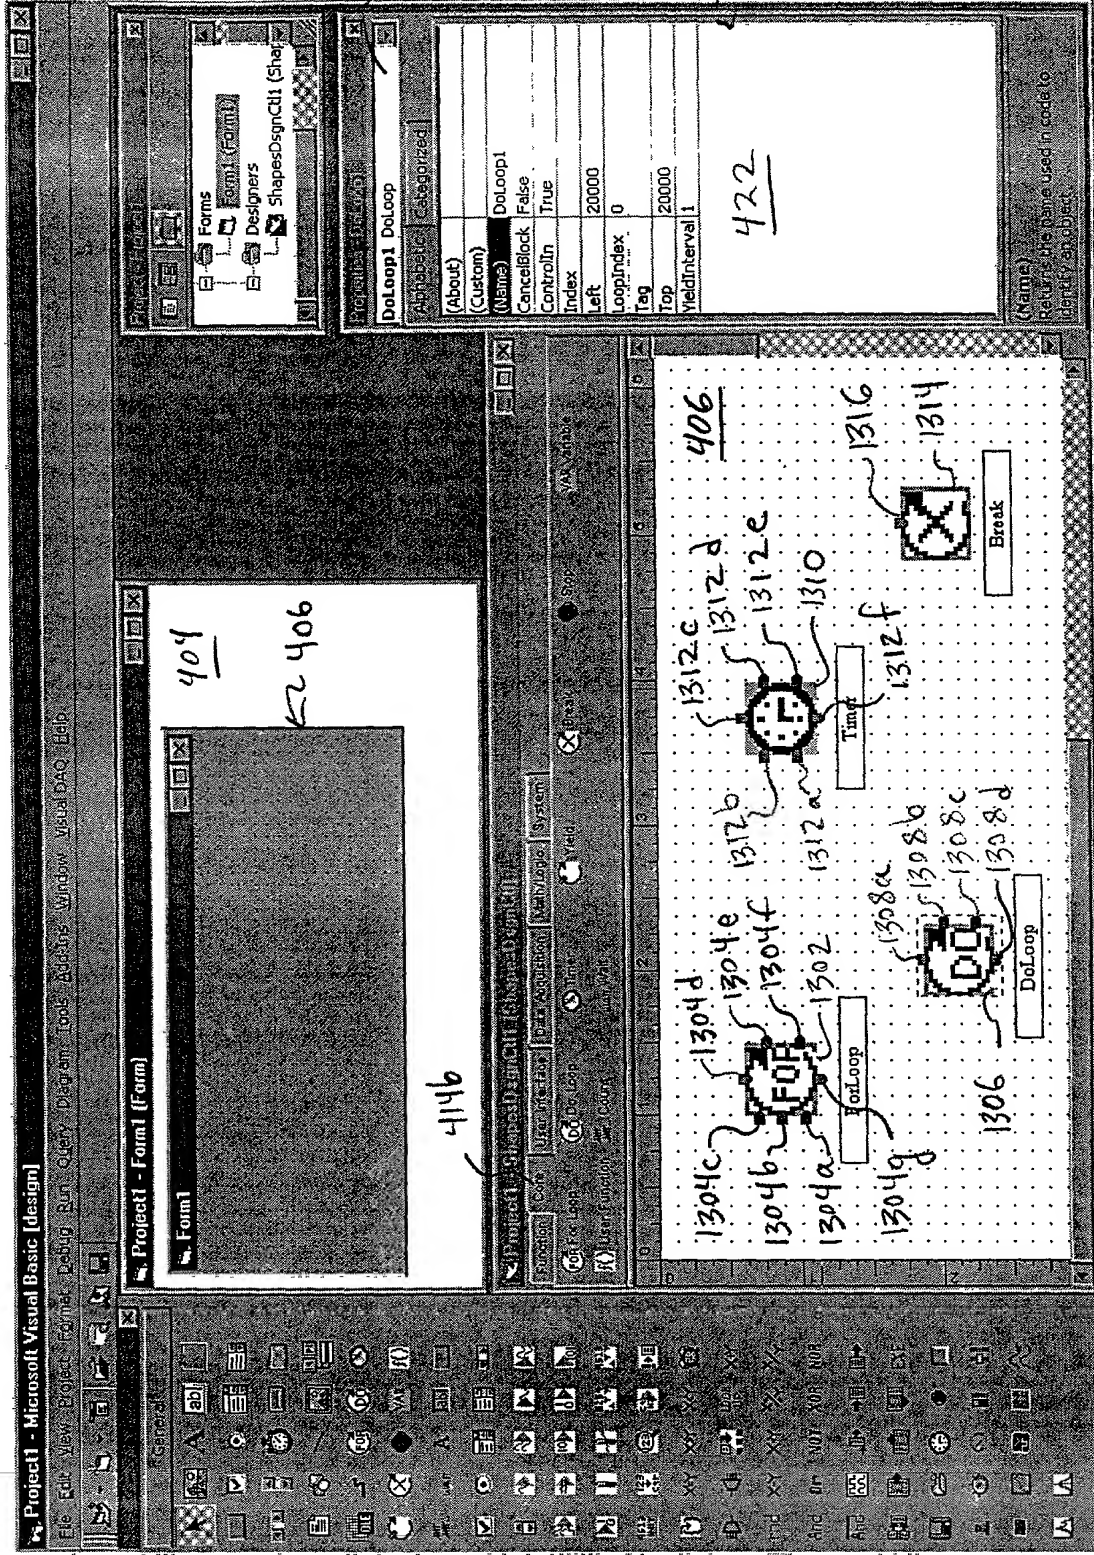 Project1 - Microsoft Visual Basic [design]
File Edit View Project Format Debug Run Query Diagram Tools Add-Ins Window Visual DAQ Help
General
Project1 - Form1 (Form)
404
Form1
406
Forms
Form1 (Form1)
Designers
ShapesDsgnCtl1 (Shap
DoLoop1 DoLoop
Alphabetic Categorized
(About)
(Custom)
(Name) DoLoop1
CancelBlock False
ControlIn True
Index
Left 20000
LoopIndex 0
Tag
Top 20000
YieldInterval 1
422
(Name)
Returns the name used in code to
identify an object.
414b
Function Core User Interface Data Acquisition Math/Logic System
For Loop Do Loop Timer Yield Break Stop VAR Variable
User Function
406
1304d
1304e
1304f
1302
1304c
1304b
1304a
1304g
FOR
ForLoop
1312c
1312d
1312e
1310
1312f
1312b
1312a
Timer
1308a
1308b
1308c
1308d
1306
DO
DoLoop
1316
1314
Break